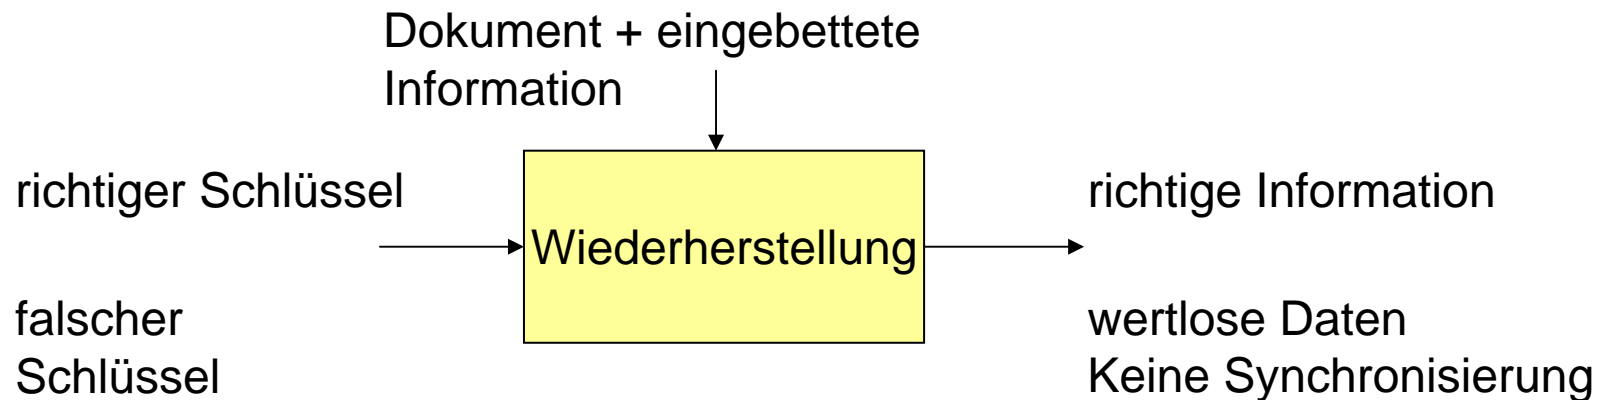 Dokument + eingebettete
Information
richtiger Schlüssel
richtige Information
Wiederherstellung
falscher
Schlüssel
wertlose Daten
Keine Synchronisierung